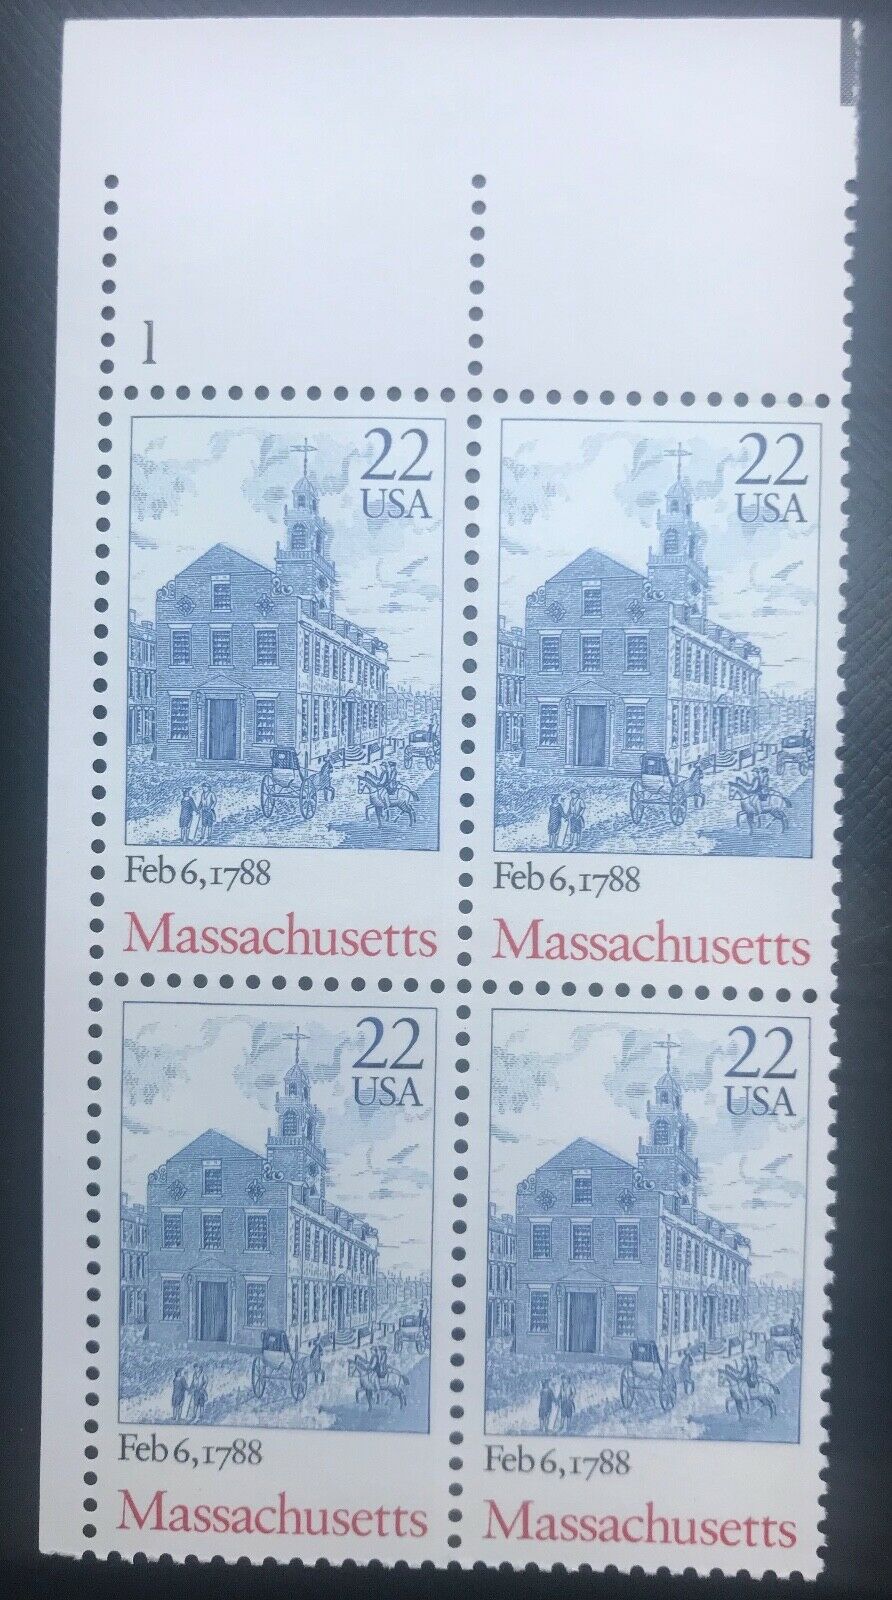 1
22
USA
22
USA
Feb 6, 1788
Massachusetts
Feb 6, 1788
Massachusetts
22
USA
22
USA
Feb 6, 1788
Massachusetts
Feb 6, 1788
Massachusetts